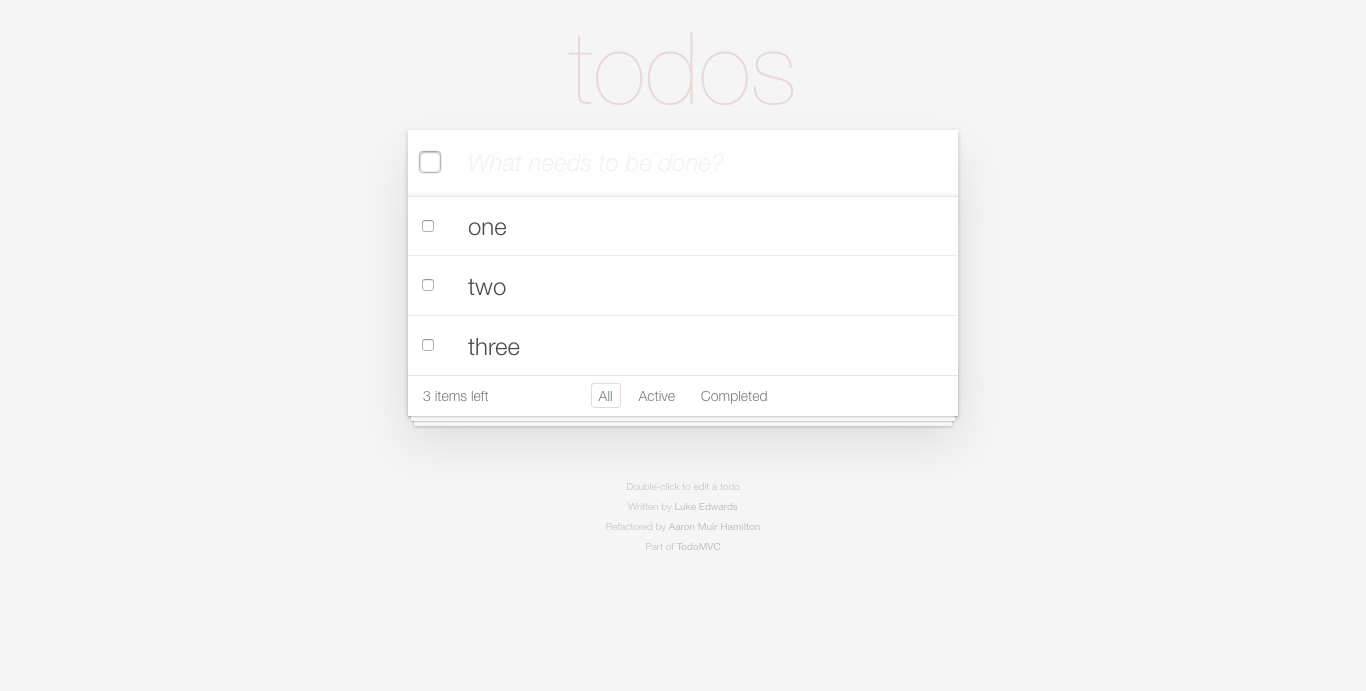 todos
What needs to be done?
one
two
three
3 items left All Active Completed
Double-click to edit a todo
Written by Luke Edwards
Refactored by Aaron Muir Hamilton
Part of TodoMVC